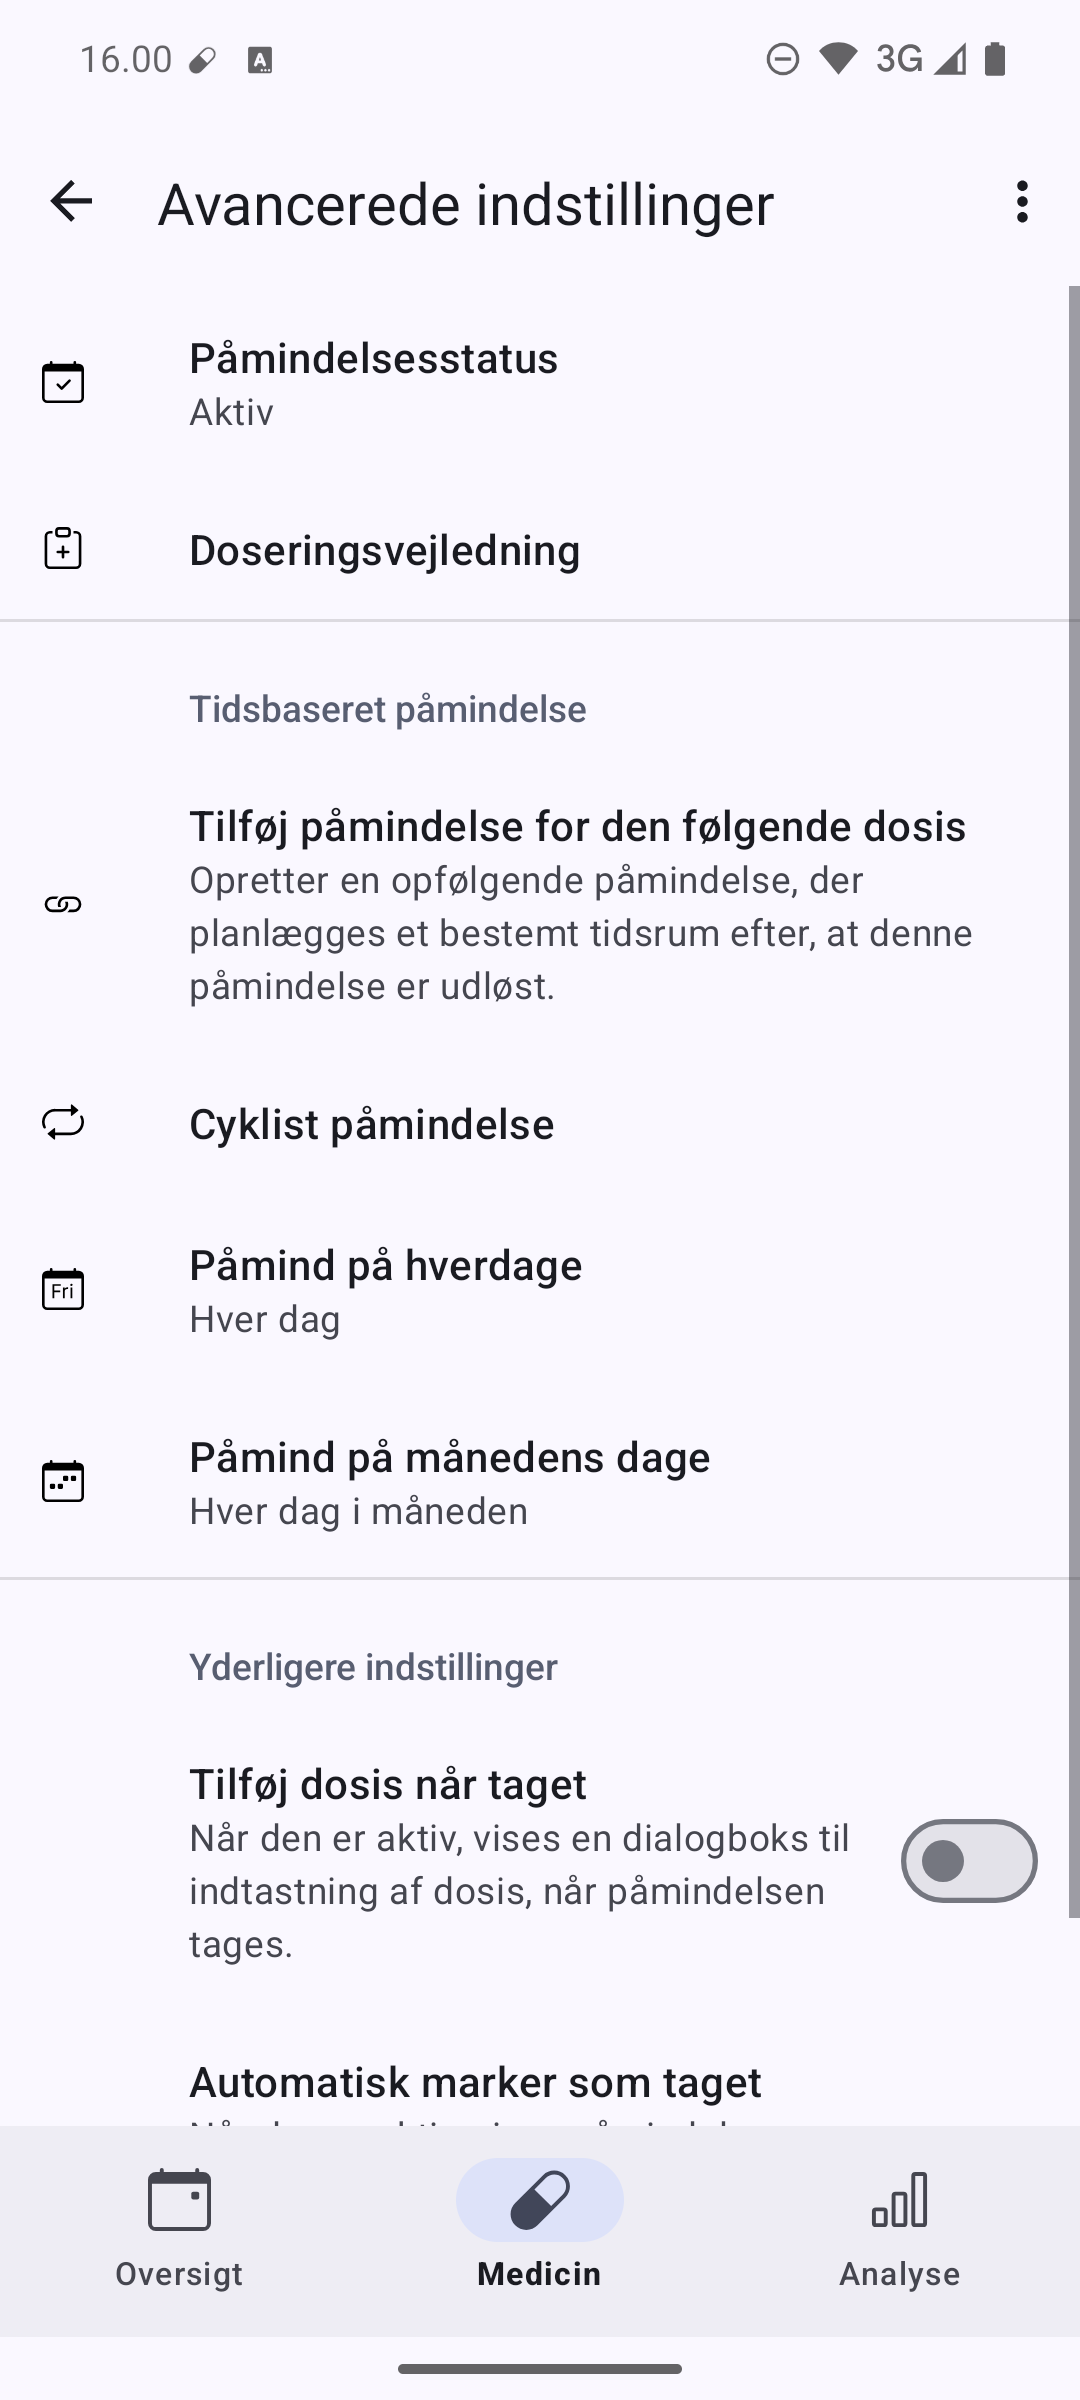 16.00
3G
Avancerede indstillinger
Påmindelsesstatus
Aktiv
Doseringsvejledning
Tidsbaseret påmindelse
Tilføj påmindelse for den følgende dosis
Opretter en opfølgende påmindelse, der
planlægges et bestemt tidsrum efter, at denne
påmindelse er udløst.
Cyklist påmindelse
Fri
Påmind på hverdage
Hver dag
Påmind på månedens dage
Hver dag i måneden
Yderligere indstillinger
Tilføj dosis når taget
Når den er aktiv, vises en dialogboks til
indtastning af dosis, når påmindelsen
tages.
Automatisk marker som taget
Oversigt
Medicin
Analyse